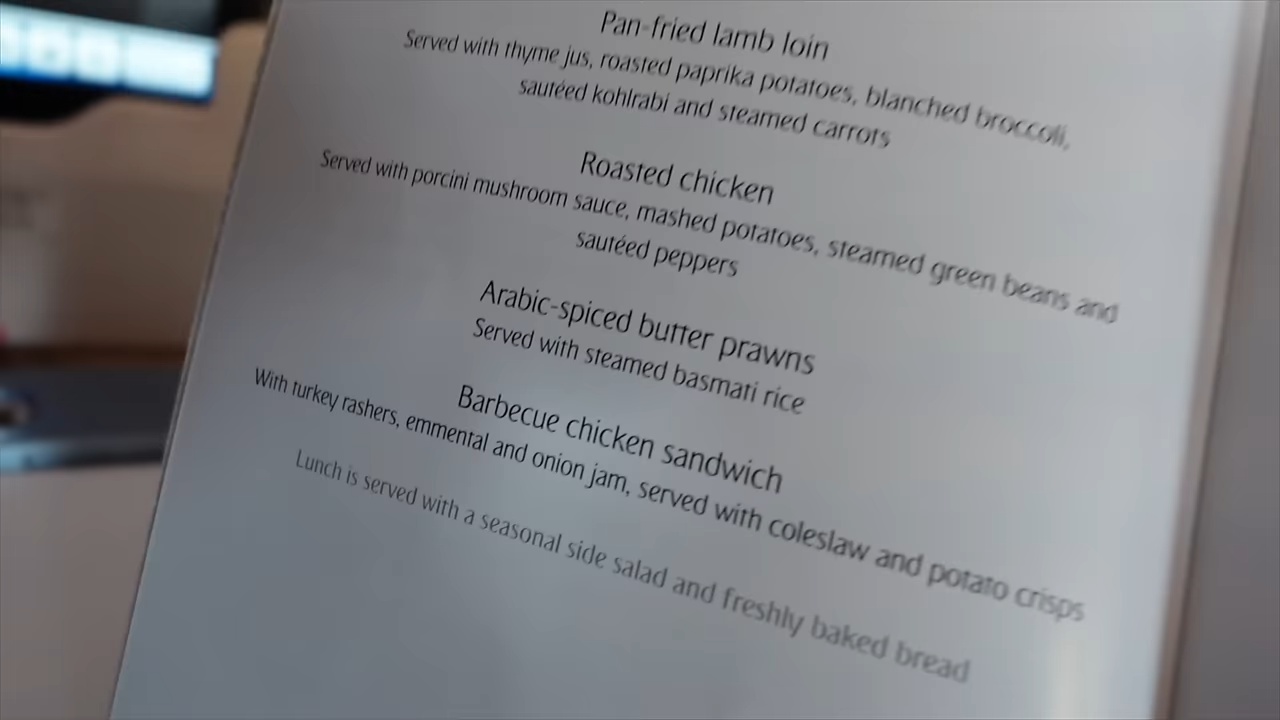 Pan-fried lamb loin
Served with thyme jus, roasted paprika potatoes, blanched broccoli,
sautéed kohlrabi and steamed carrots
Roasted chicken
Served with porcini mushroom sauce, mashed potatoes, steamed green beans and
sautéed peppers
Arabic-spiced butter prawns
Served with steamed basmati rice
Barbecue chicken sandwich
With turkey rashers, emmental and onion jam, served with coleslaw and potato crisps
Lunch is served with a seasonal side salad and freshly baked bread